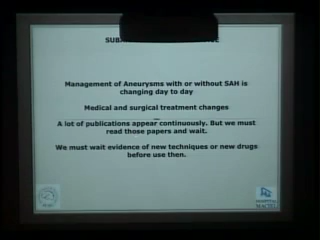 SUB
Management of Aneurysms with or without SAH is
changing day to day
Medical and surgical treatment changes
A lot of publications appear continuously. But we must
read those papers and wait.
We must wait evidence of new techniques or new drugs
before use then.